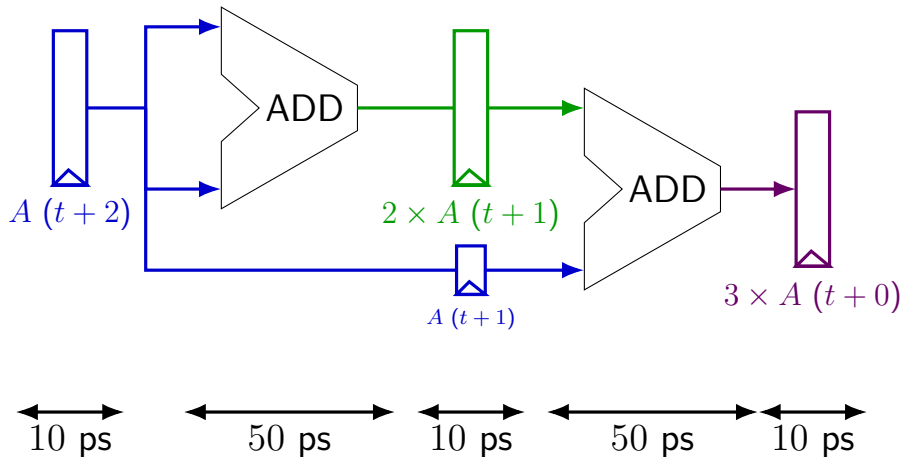 ADD
ADD
A (t + 2)
2 × A (t + 1)
3 × A (t + 0)
A (t + 1)
10 ps
50 ps
10 ps
50 ps
10 ps